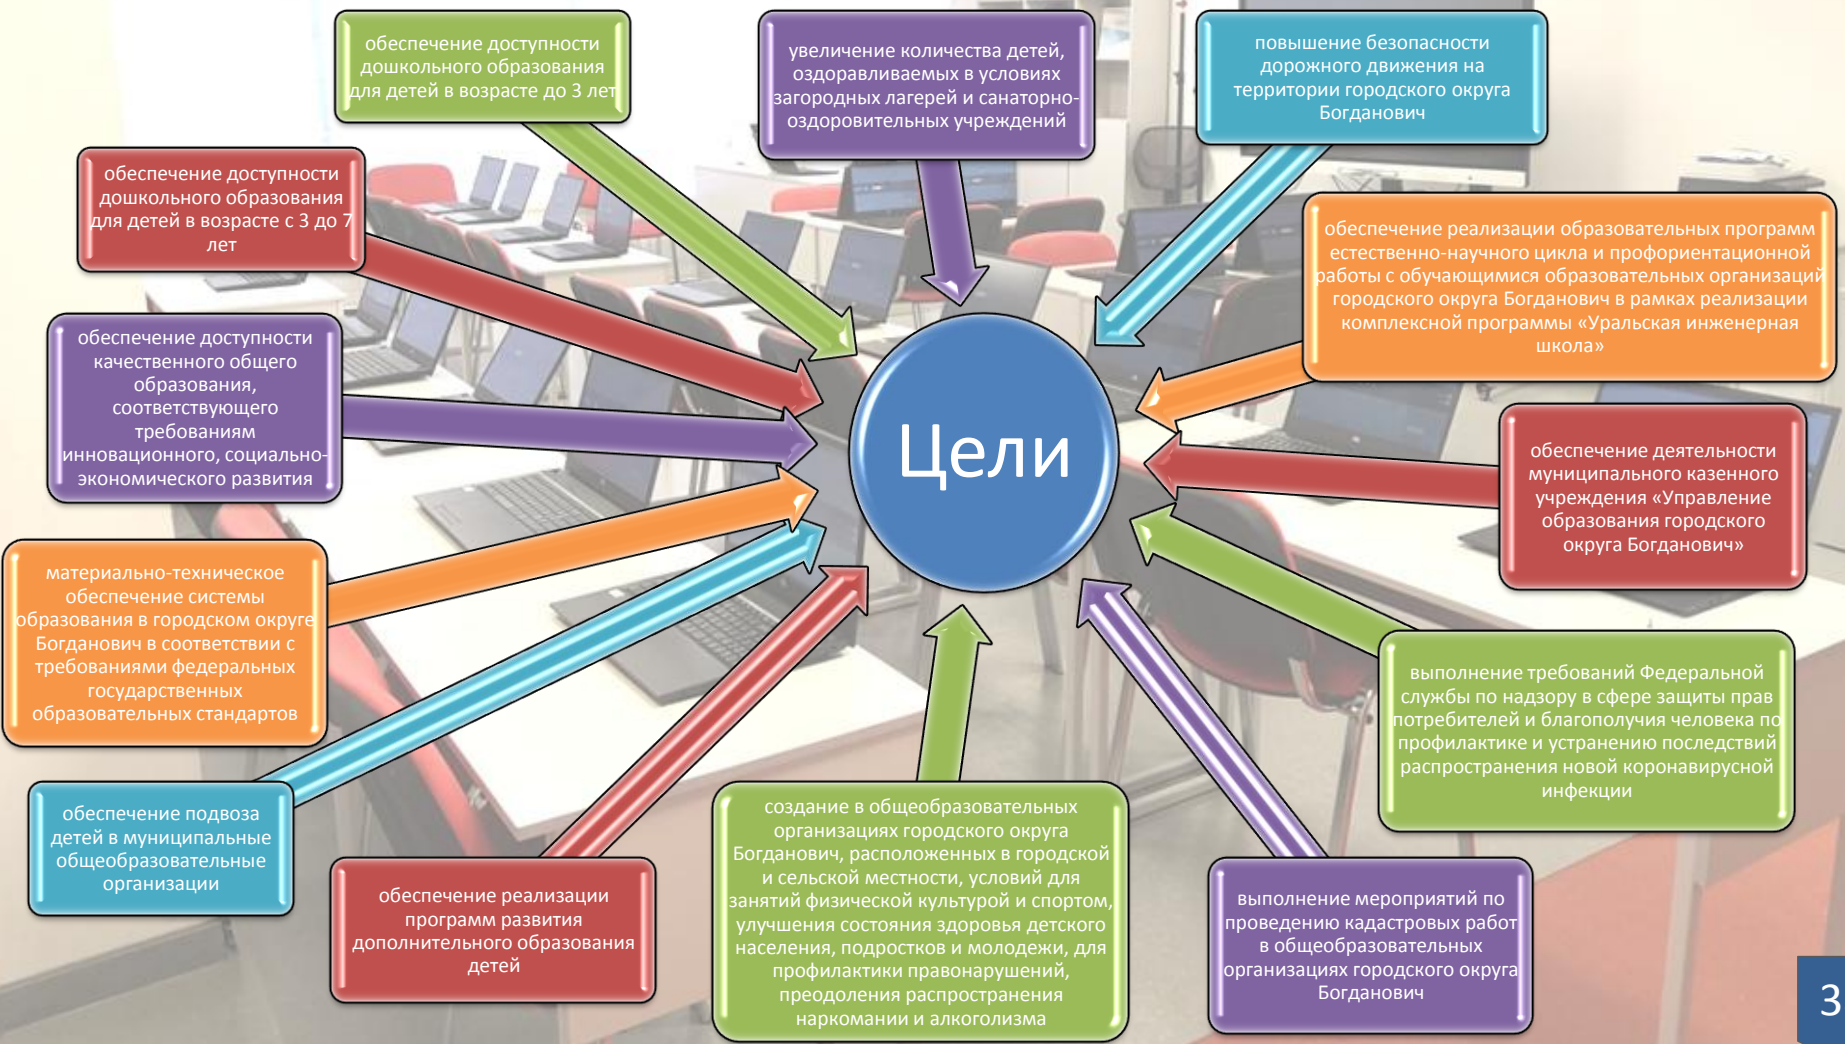 обеспечение доступности
дошкольного образования
для детей в возрасте до 3 лет
увеличение количества детей,
оздоравливаемых в условиях
загородных лагерей и санаторно-
оздоровительных учреждений
повышение безопасности
дорожного движения на
территории городского округа
Богданович
обеспечение доступности
дошкольного образования
для детей в возрасте с 3 до 7
лет
обеспечение реализации образовательных программ
естественно-научного цикла и профориентационной
работы с обучающимися образовательных организаций
городского округа Богданович в рамках реализации
комплексной программы «Уральская инженерная
школа»
обеспечение доступности
качественного общего
образования,
соответствующего
требованиям
инновационного, социально-
экономического развития
Цели
обеспечение деятельности
муниципального казенного
учреждения «Управление
образования городского
округа Богданович»
материально-техническое
обеспечение системы
образования в городском округе
Богданович в соответствии с
требованиями федеральных
государственных
образовательных стандартов
выполнение требований Федеральной
службы по надзору в сфере защиты прав
потребителей и благополучия человека по
профилактике и устранению последствий
распространения новой коронавирусной
инфекции
обеспечение подвоза
детей в муниципальные
общеобразовательные
организации
обеспечение реализации
программ развития
дополнительного образования
детей
создание в общеобразовательных
организациях городского округа
Богданович, расположенных в городской
и сельской местности, условий для
занятий физической культурой и спортом,
улучшения состояния здоровья детского
населения, подростков и молодежи, для
профилактики правонарушений,
преодоления распространения
наркомании и алкоголизма
выполнение мероприятий по
проведению кадастровых работ
в общеобразовательных
организациях городского округа
Богданович
3